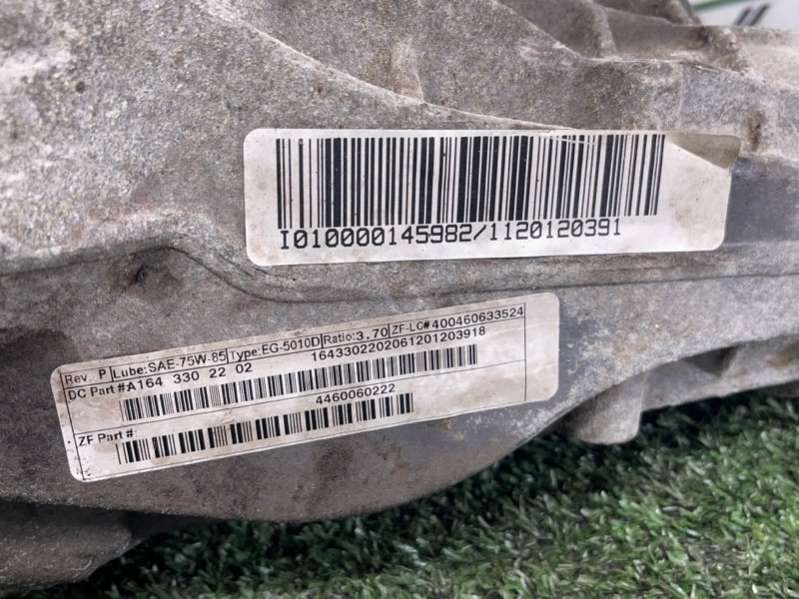 I010000145982/1120120391
Rev. P Lube:SAE-75W-85 Type:EG-5010D Ratio:3.70 ZF-LC#400460633524
DC Part #A164 330 22 02 1643302202061201203918
4460060222
ZF Part#: